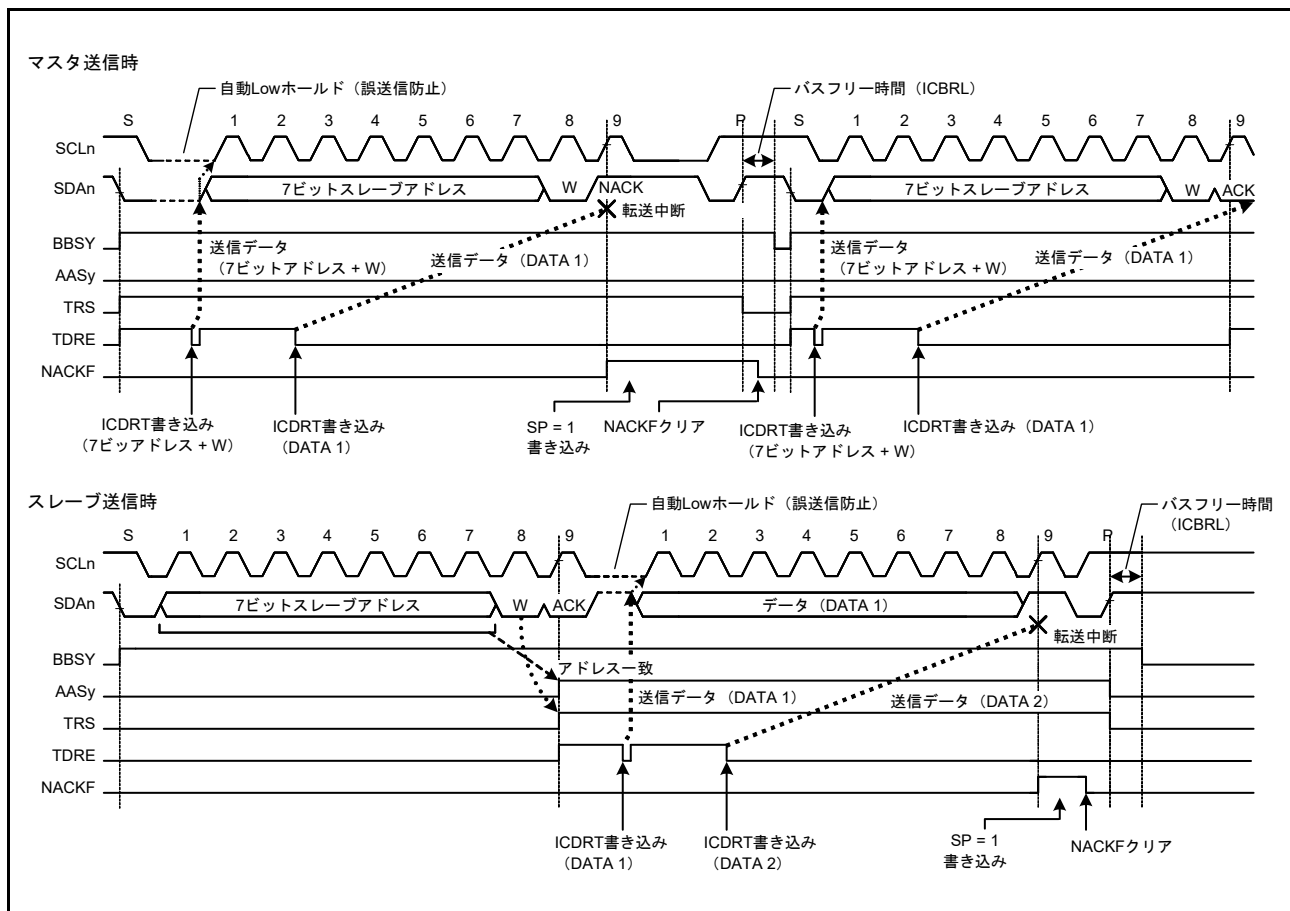 マスタ送信時
自動Lowホールド（誤送信防止）
バスフリー時間（ICBRL）
S 1 2 3 4 5 6 7 8 9 P S 1 2 3 4 5 6 7 8 9
SCLn
SDAn
7ビットスレーブアドレス W NACK 7ビットスレーブアドレス W ACK
転送中断
BBSY
送信データ
（7ビットアドレス + W）
送信データ（DATA 1）
送信データ
（7ビットアドレス + W）
送信データ（DATA 1）
AASy
TRS
TDRE
NACKF
ICDRT書き込み
（7ビッアドレス + W）
ICDRT書き込み
（DATA 1）
SP = 1
書き込み
NACKFクリア
ICDRT書き込み
（7ビットアドレス + W）
ICDRT書き込み（DATA 1）
スレーブ送信時
自動Lowホールド（誤送信防止）
バスフリー時間
（ICBRL）
S 1 2 3 4 5 6 7 8 9 1 2 3 4 5 6 7 8 9 P
SCLn
SDAn
7ビットスレーブアドレス W ACK データ（DATA 1）
転送中断
BBSY
アドレス一致
AASy
送信データ（DATA 1）
送信データ（DATA 2）
TRS
TDRE
NACKF
ICDRT書き込み
（DATA 1）
ICDRT書き込み
（DATA 2）
SP = 1
書き込み
NACKFクリア